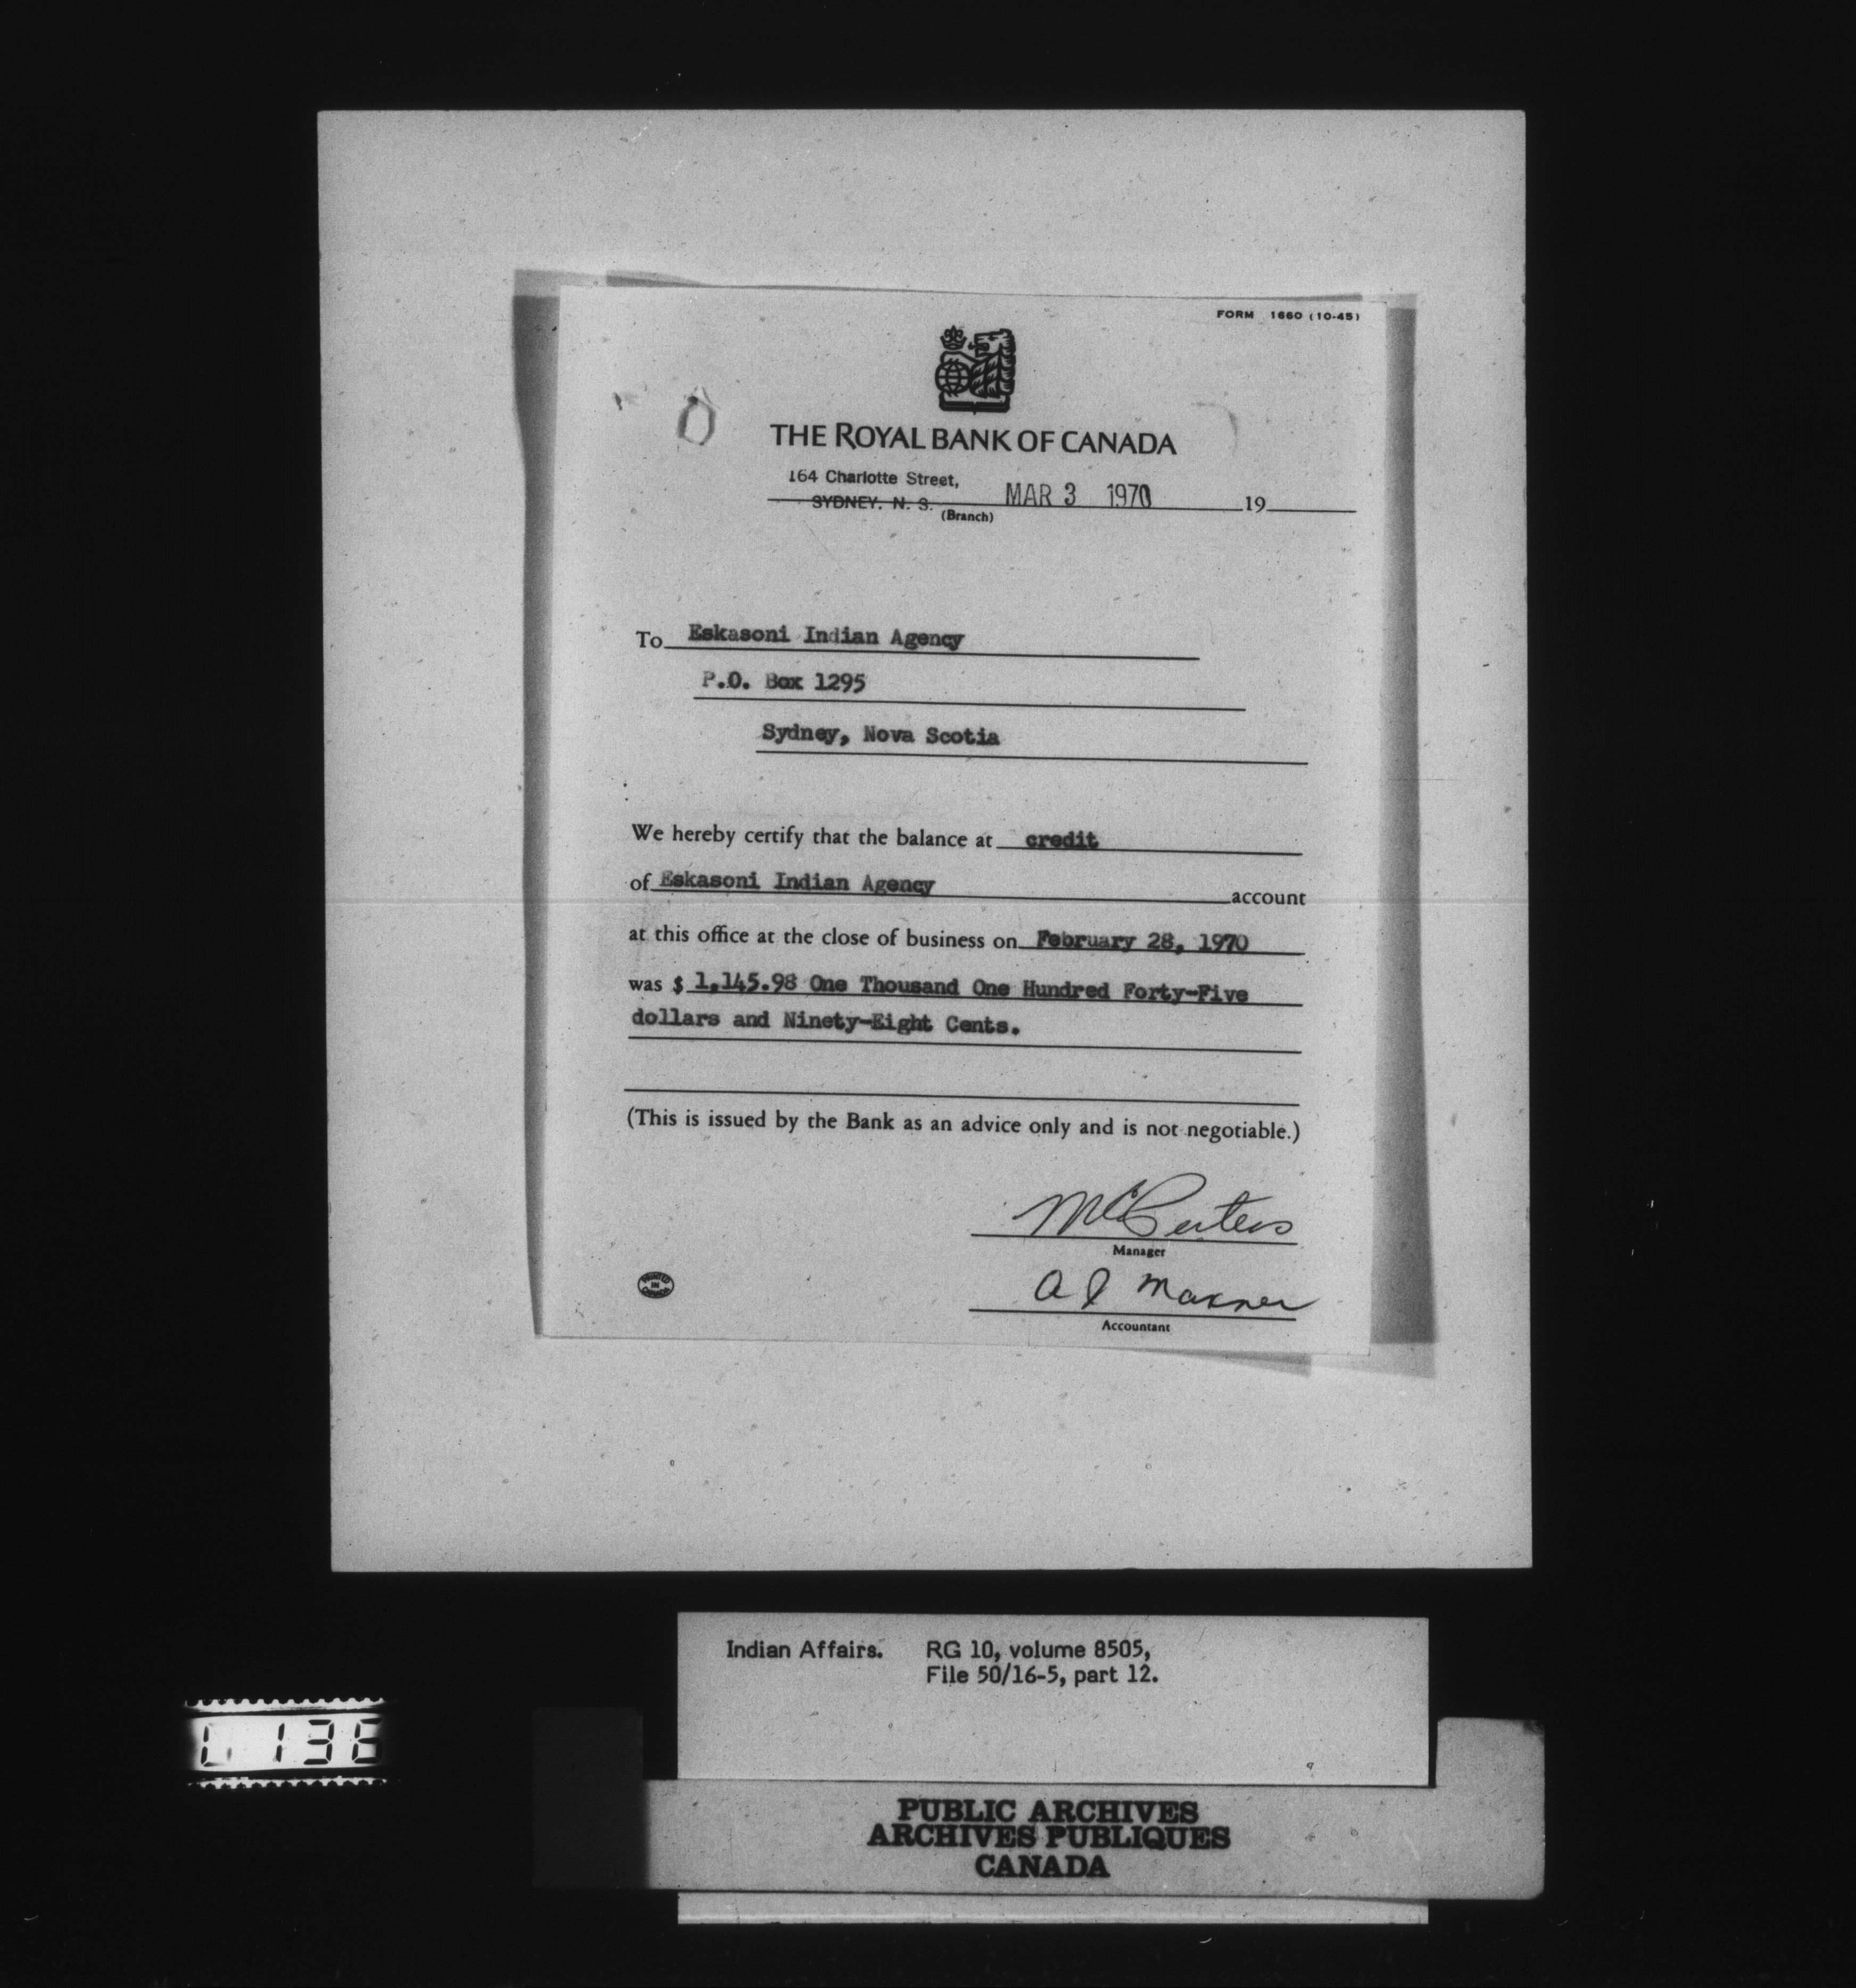 FORM 1660 (10-45)
THE ROYAL BANK OF CANADA
164 Charlotte Street,
SYDNEY. N. S. MAR 3 1970 19
(Branch)
To Eskasoni Indian Agency
P.O. Box 1295
Sydney, Nova Scotia
We hereby certify that the balance at credit
of Eskasoni Indian Agency account
at this office at the close of business on February 28, 1970
was $ 1,145.98 One Thousand One Hundred Forty-Five
dollars and Ninety-Eight Cents.
(This is issued by the Bank as an advice only and is not negotiable.)
Manager
A
Accountant
PRINTED
IN
CANADA
Indian Affairs. RG 10, volume 8505,
File 50/16-5, part 12.
136
PUBLIC ARCHIVES
ARCHIVES PUBLIQUES
CANADA